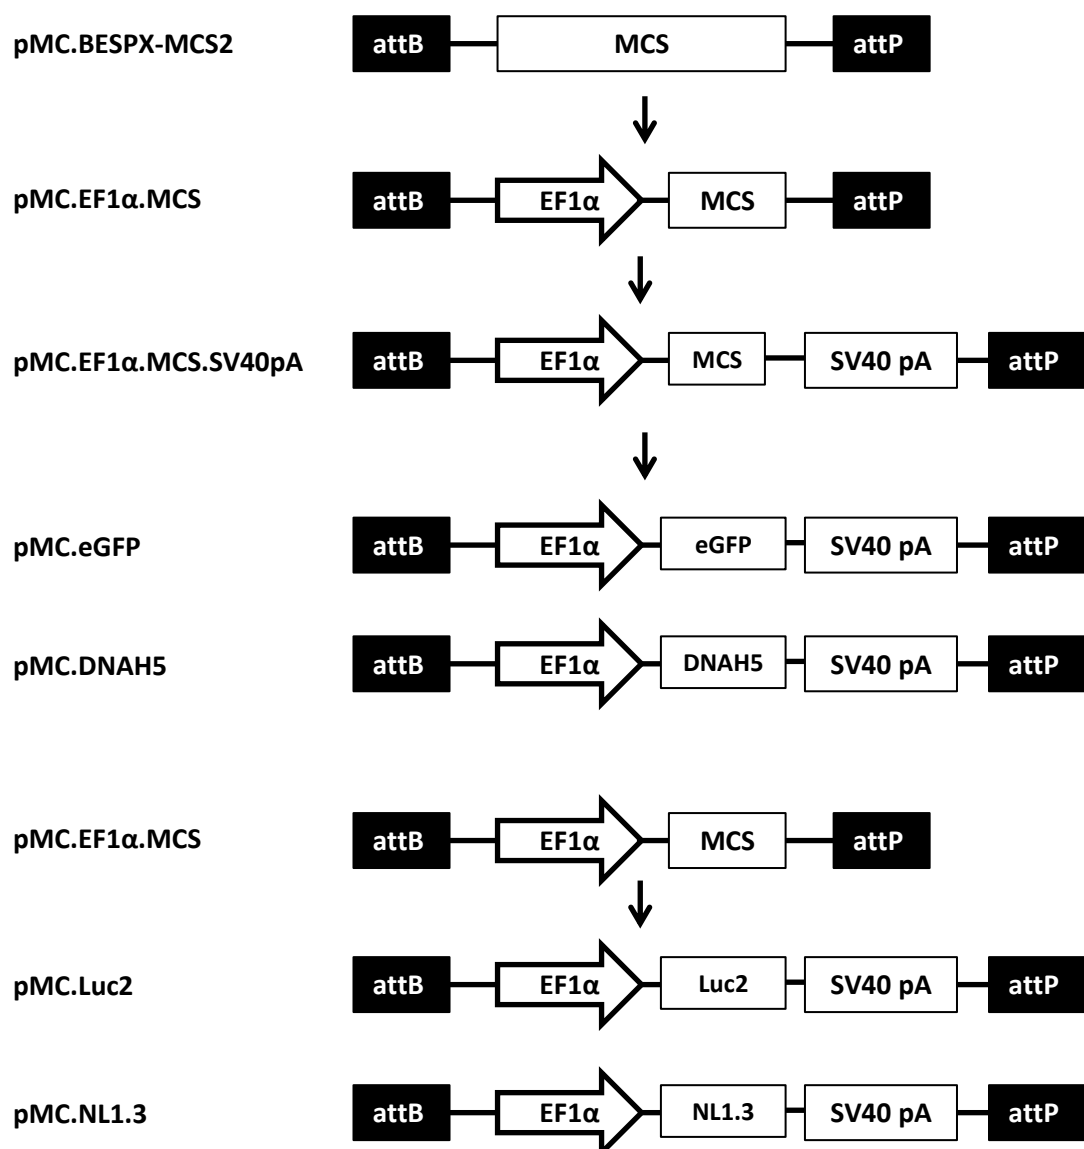 pMC.BESPX-MCS2 attB MCS attP
pMC.EF1α.MCS attB EF1α MCS attP
pMC.EF1α.MCS.SV40pA attB EF1α MCS SV40 pA attP
pMC.eGFP attB EF1α eGFP SV40 pA attP
pMC.DNAH5 attB EF1α DNAH5 SV40 pA attP
pMC.EF1α.MCS attB EF1α MCS attP
pMC.Luc2 attB EF1α Luc2 SV40 pA attP
pMC.NL1.3 attB EF1α NL1.3 SV40 pA attP